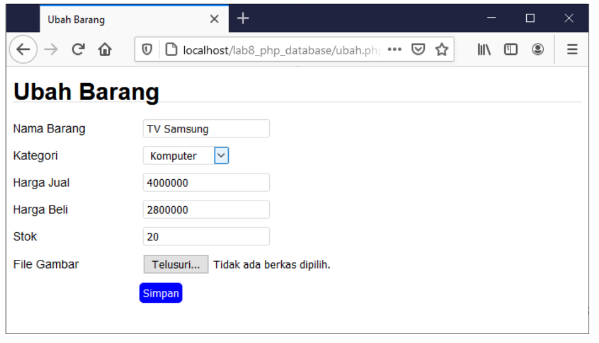 Ubah Barang
localhost/lab8_php_database/ubah.ph
Ubah Barang
Nama Barang TV Samsung
Kategori Komputer
Harga Jual 4000000
Harga Beli 2800000
Stok 20
File Gambar Telusuri... Tidak ada berkas dipilih.
Simpan